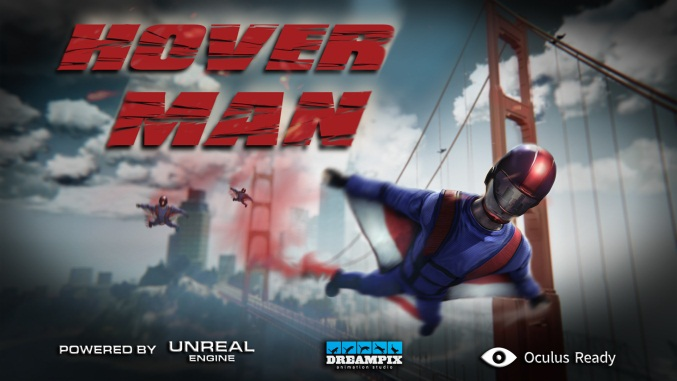 HOVER
MAN
POWERED BY UNREAL ENGINE
DREAMPIX
animation studio
Oculus Ready